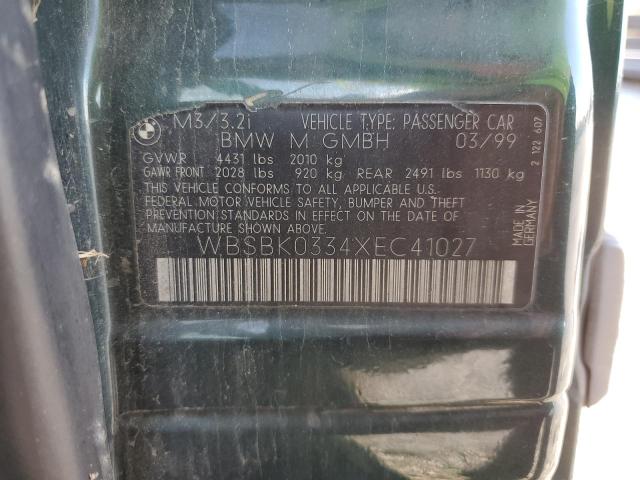 M3/3.2i VEHICLE TYPE: PASSENGER CAR
BMW M GMBH 03/99
GVWR 4431 lbs 2010 kg
GAWR FRONT 2028 lbs 920 kg REAR 2491 lbs 1130 kg
THIS VEHICLE CONFORMS TO ALL APPLICABLE U.S.
FEDERAL MOTOR VEHICLE SAFETY, BUMPER AND THEFT
PREVENTION STANDARDS IN EFFECT ON THE DATE OF
MANUFACTURE SHOWN ABOVE.
WBSBK0334XEC41027
MADE IN
GERMANY
2 122 607